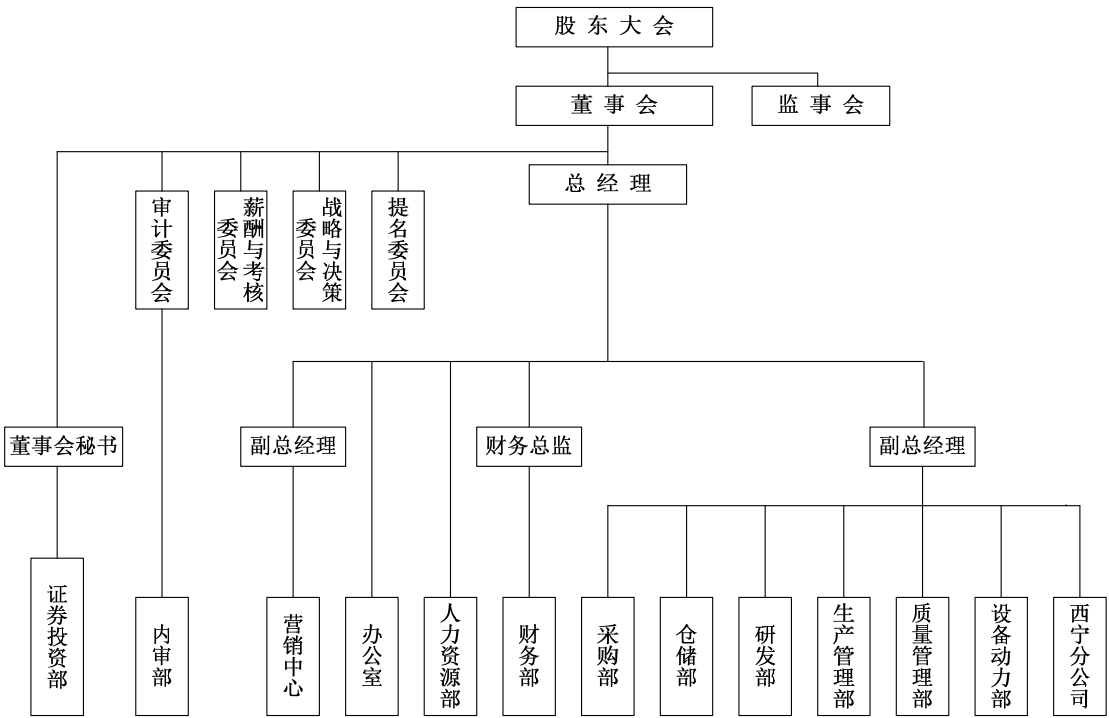 股东大会
董事会
监事会
总经理
审计委员会
薪酬与考核
委员会
战略与决策
委员会
提名委员会
董事会秘书
副总经理
财务总监
副总经理
证券投资部
内审部
营销中心
办公室
人力资源部
财务部
采购部
仓储部
研发部
生产管理部
质量管理部
设备动力部
西宁分公司